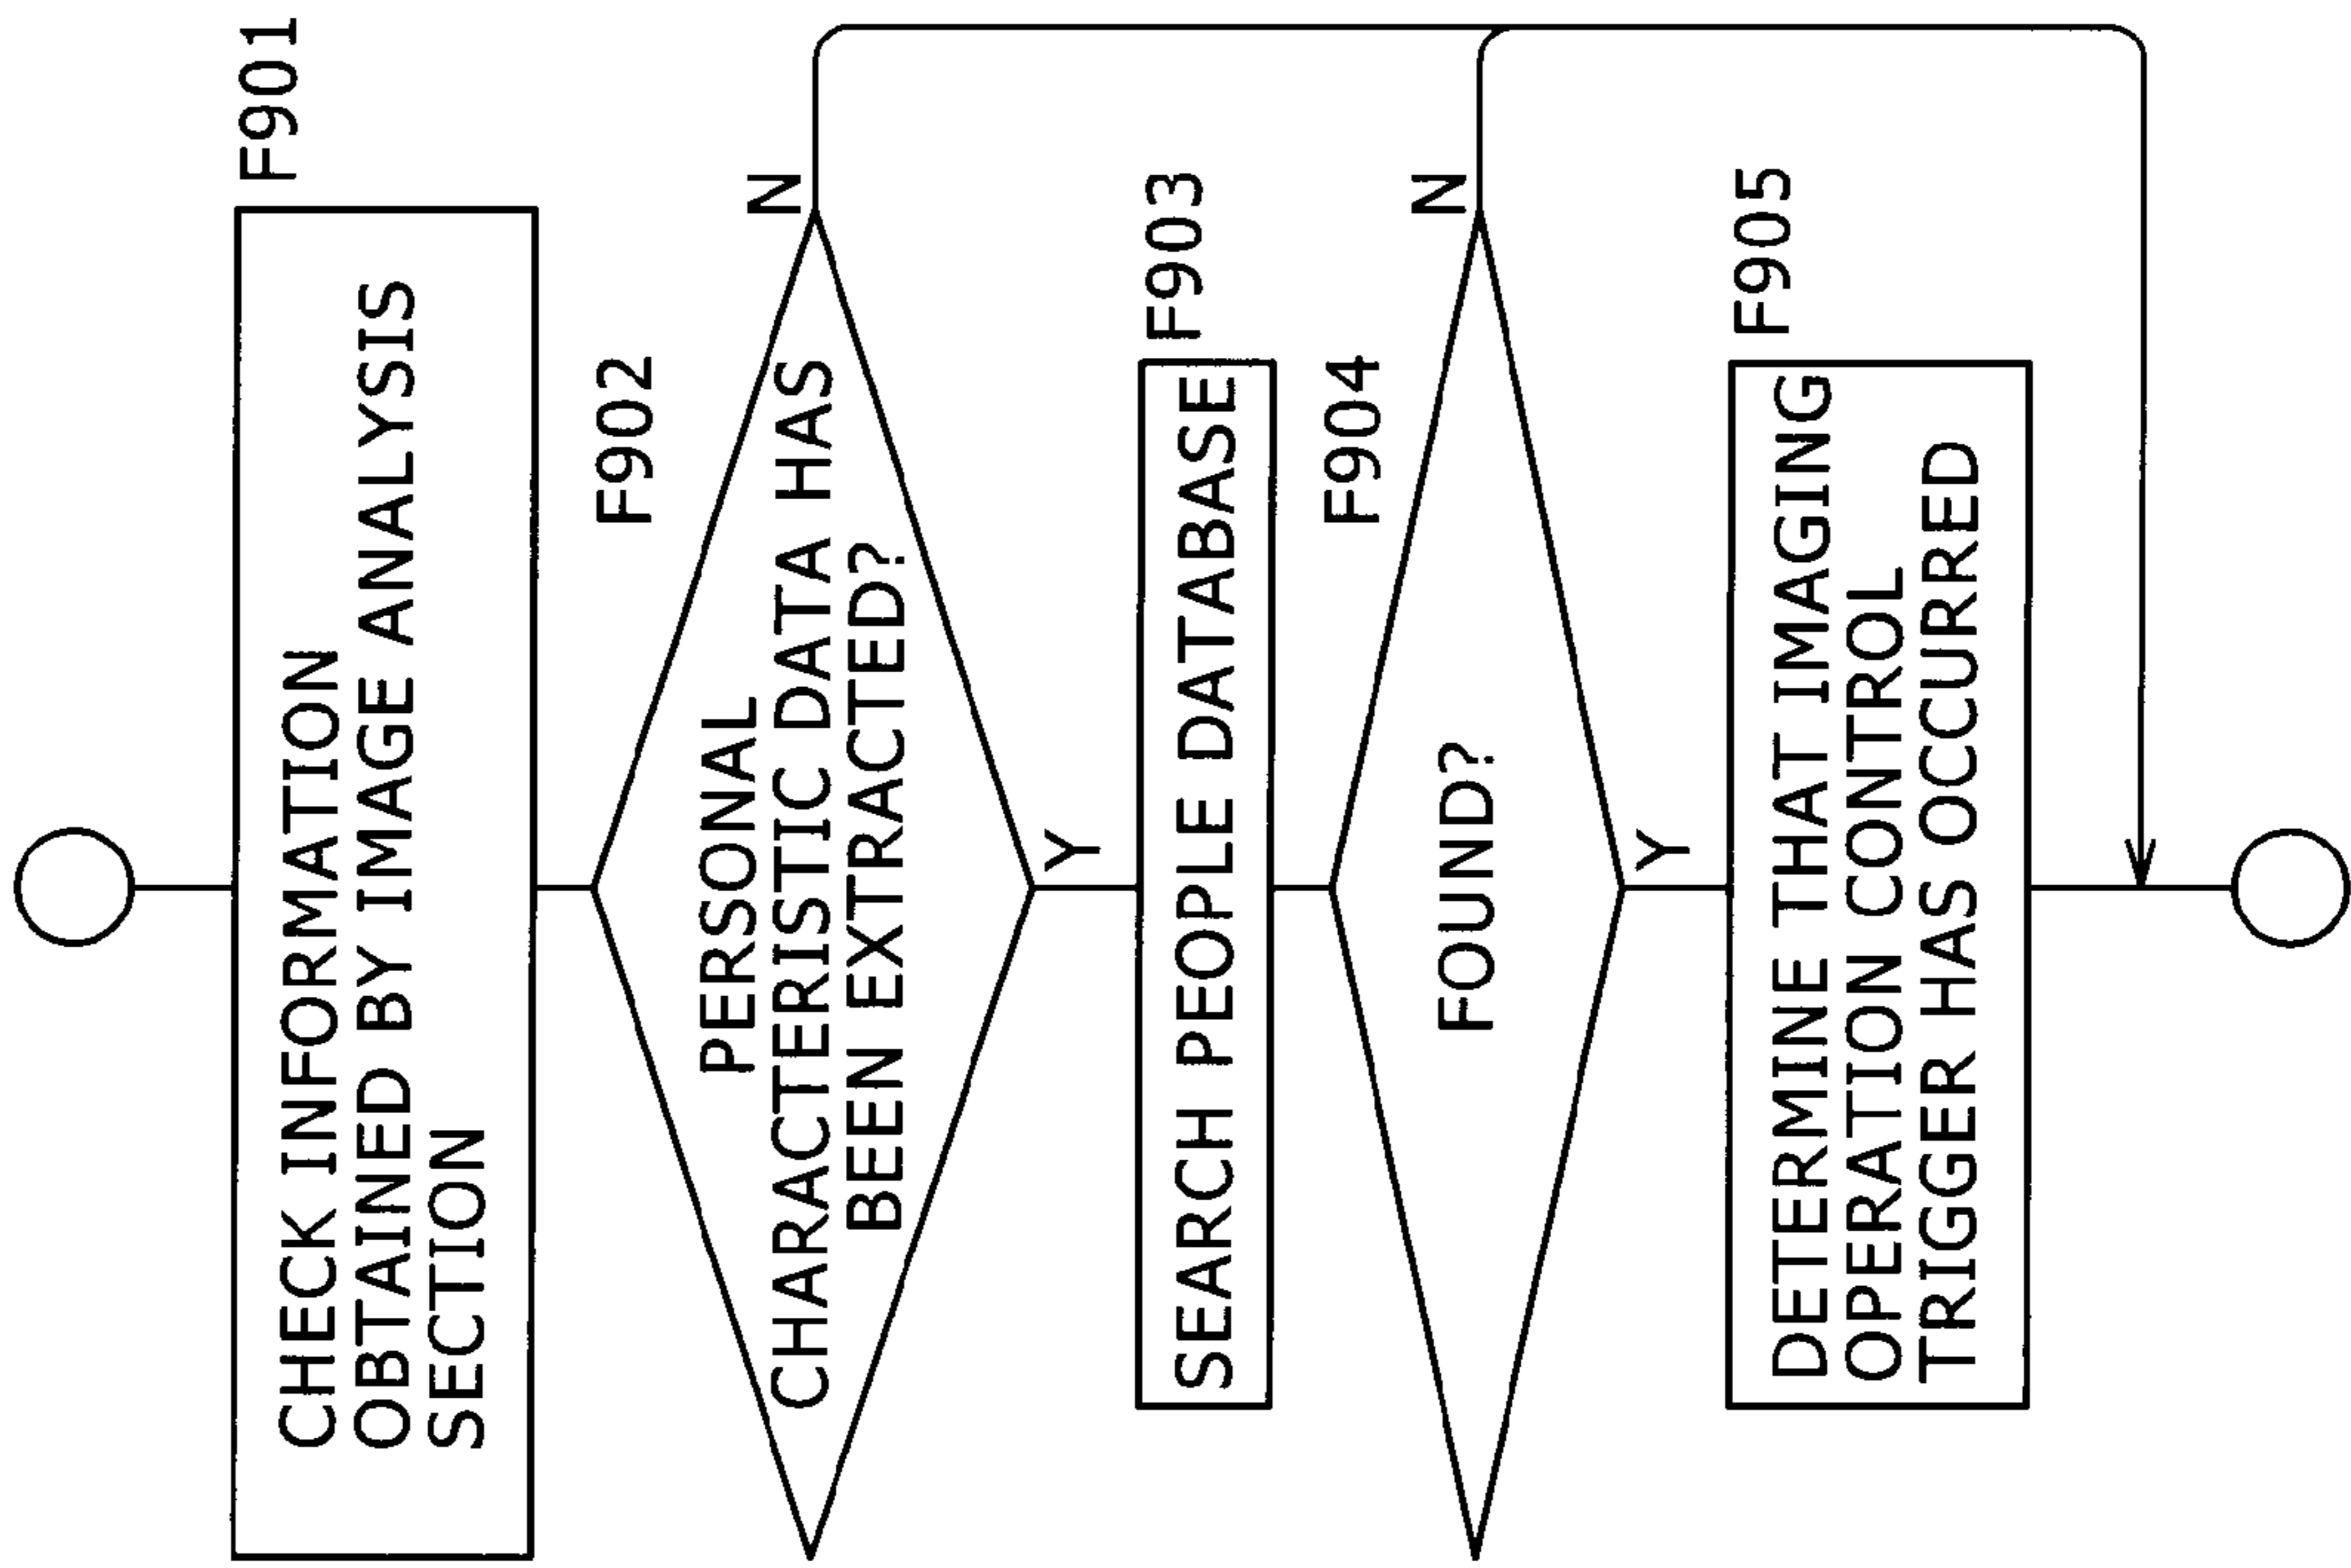 F901
CHECK INFORMATION
OBTAINED BY IMAGE ANALYSIS
SECTION
F902
PERSONAL
CHARACTERISTIC DATA HAS
BEEN EXTRACTED?
N
Y
F903
SEARCH PEOPLE DATABASE
F904
FOUND?
N
Y
F905
DETERMINE THAT IMAGING
OPERATION CONTROL
TRIGGER HAS OCCURRED